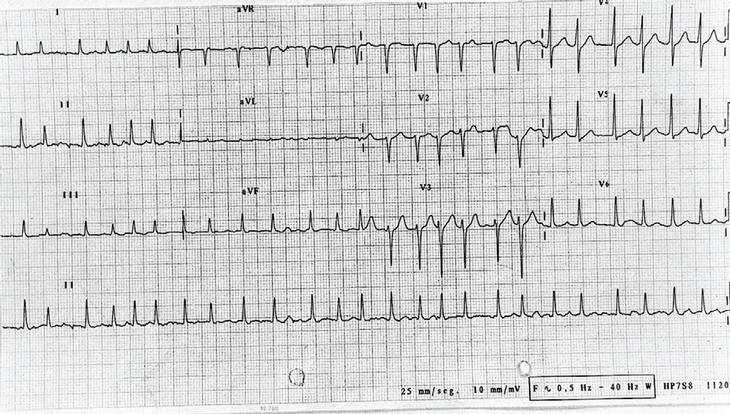 I aVR V1 V4
II aVL V2 V5
III aVF V3 V6
II
25 mm/seg. 10 mm/mV F ∿ 0,5 Hz - 40 Hz W HP758 1120